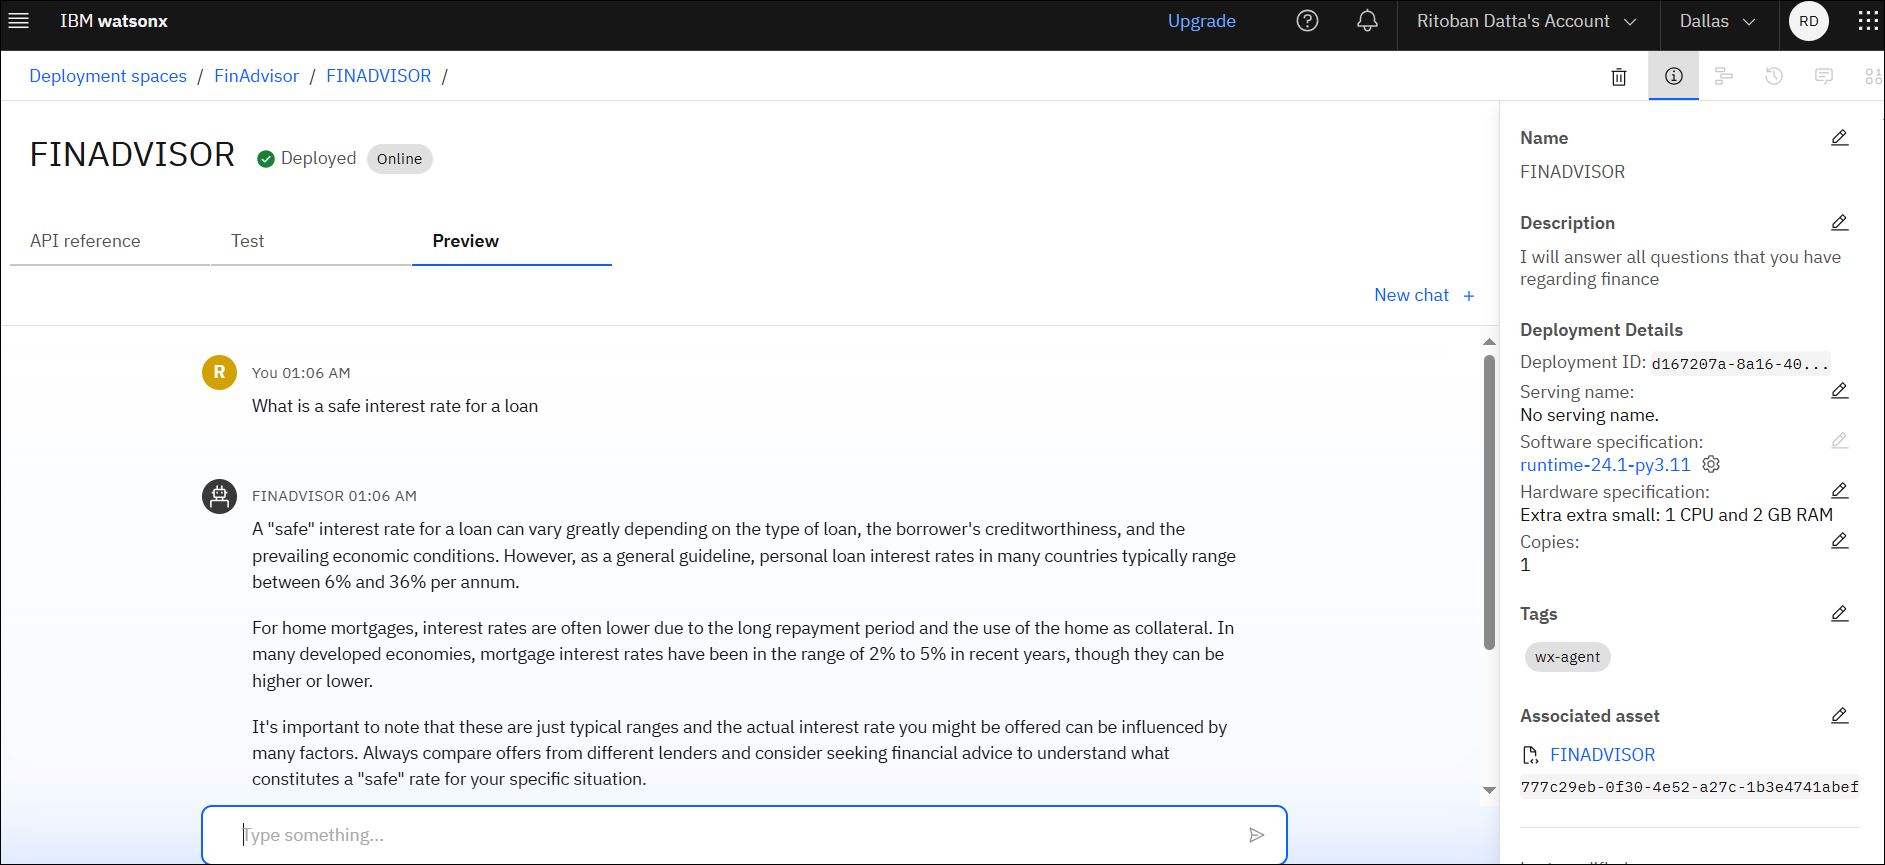 IBM watsonx
Upgrade
Ritoban Datta's Account
Dallas
RD
Deployment spaces / FinAdvisor / FINADVISOR /
FINADVISOR
Deployed
Online
API reference
Test
Preview
New chat +
R
You 01:06 AM
What is a safe interest rate for a loan
FINADVISOR 01:06 AM
A "safe" interest rate for a loan can vary greatly depending on the type of loan, the borrower's creditworthiness, and the
prevailing economic conditions. However, as a general guideline, personal loan interest rates in many countries typically range
between 6% and 36% per annum.
For home mortgages, interest rates are often lower due to the long repayment period and the use of the home as collateral. In
many developed economies, mortgage interest rates have been in the range of 2% to 5% in recent years, though they can be
higher or lower.
It's important to note that these are just typical ranges and the actual interest rate you might be offered can be influenced by
many factors. Always compare offers from different lenders and consider seeking financial advice to understand what
constitutes a "safe" rate for your specific situation.
Type something...
Name
FINADVISOR
Description
I will answer all questions that you have
regarding finance
Deployment Details
Deployment ID: d167207a-8a16-40...
Serving name:
No serving name.
Software specification:
runtime-24.1-py3.11
Hardware specification:
Extra extra small: 1 CPU and 2 GB RAM
Copies:
1
Tags
wx-agent
Associated asset
FINADVISOR
777c29eb-0f30-4e52-a27c-1b3e4741abef